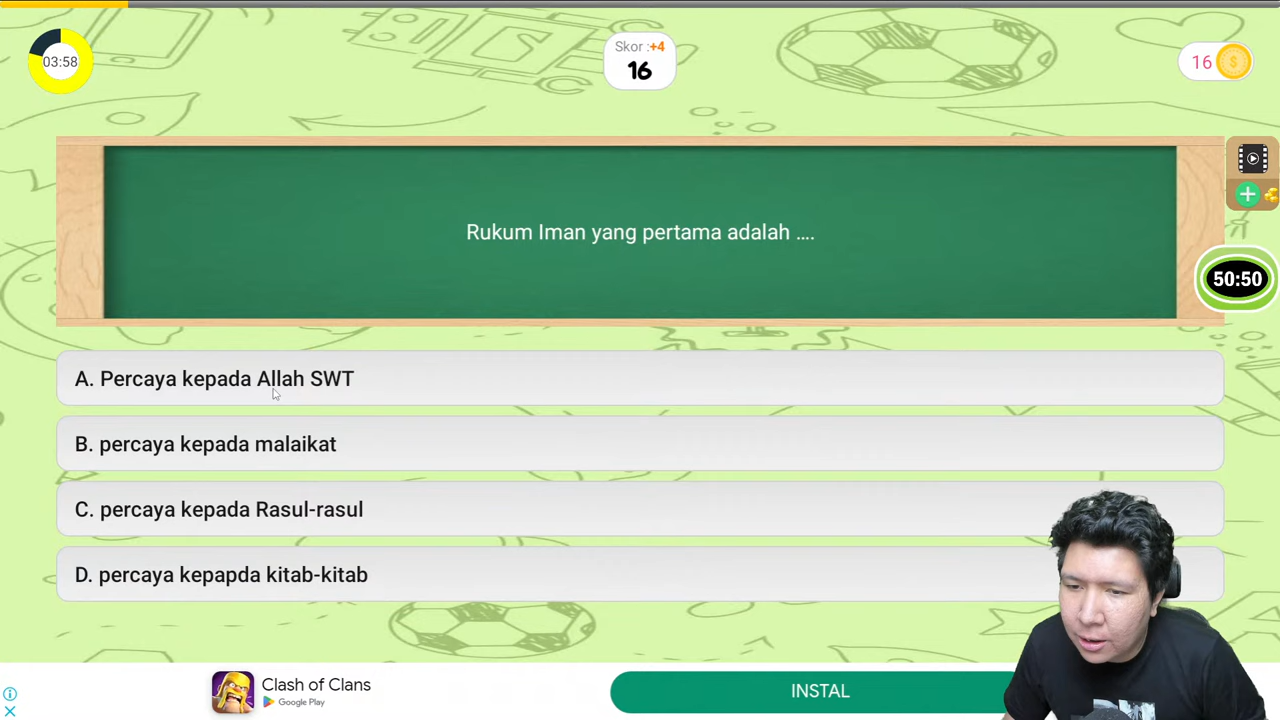 03:58
Skor :+4
16
16
Rukum Iman yang pertama adalah ....
50:50
A. Percaya kepada Allah SWT
B. percaya kepada malaikat
C. percaya kepada Rasul-rasul
D. percaya kepapda kitab-kitab
Clash of Clans
Google Play
INSTAL